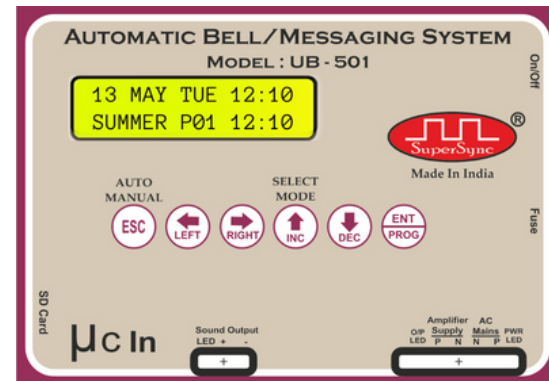 AUTOMATIC BELL/MESSAGING SYSTEM
MODEL : UB - 501
On/Off
13 MAY TUE 12:10
SUMMER P01 12:10
®
SuperSync
Made In India
AUTO
MANUAL
SELECT
MODE
ESC
LEFT
RIGHT
INC
DEC
ENT
PROG
Fuse
SD Card
µc In
Sound Output
LED + -
+
Amplifier AC
O/P Supply Mains PWR
LED P N N P LED
+